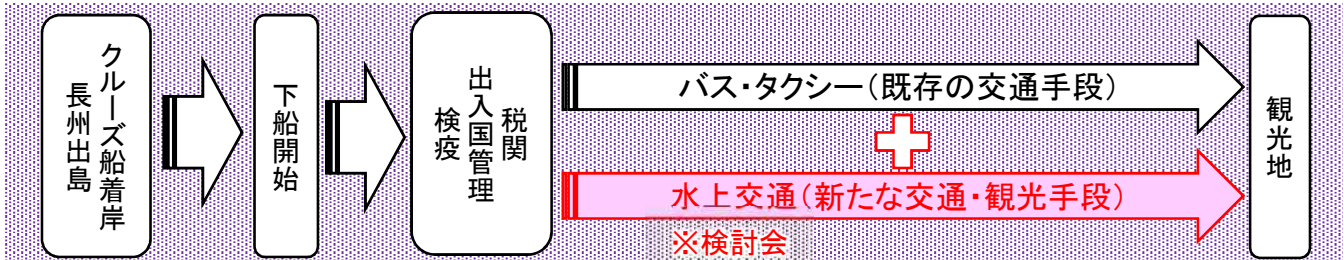 クルーズ船着岸
長州出島
下船開始
税関
出入国管理
検疫
バス・タクシー（既存の交通手段）
水上交通（新たな交通・観光手段）
※検討会
観光地